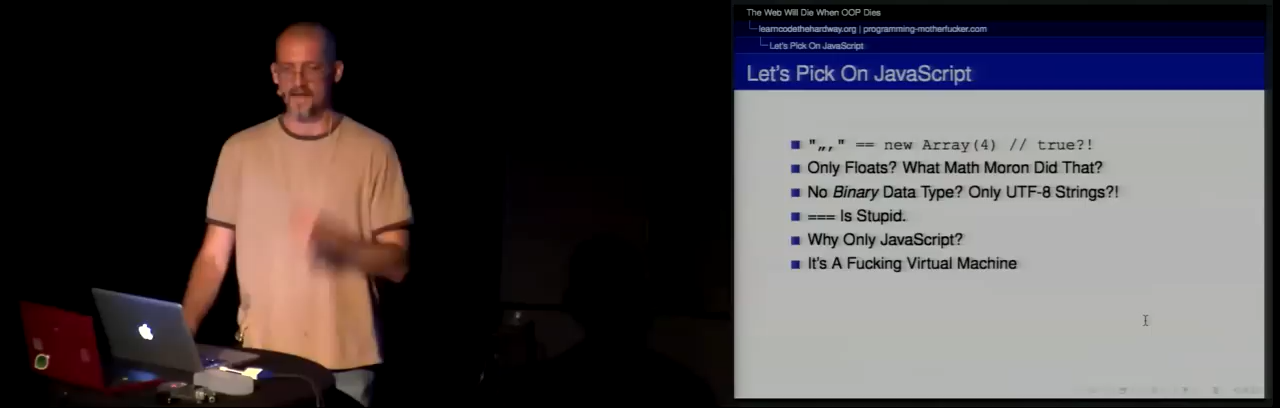 The Web Will Die When OOP Dies
learncodethehardway.org | programming-motherfucker.com
Let's Pick On JavaScript
Let's Pick On JavaScript
",,," == new Array(4) // true?!
Only Floats? What Math Moron Did That?
No Binary Data Type? Only UTF-8 Strings?!
=== Is Stupid.
Why Only JavaScript?
It's A Fucking Virtual Machine